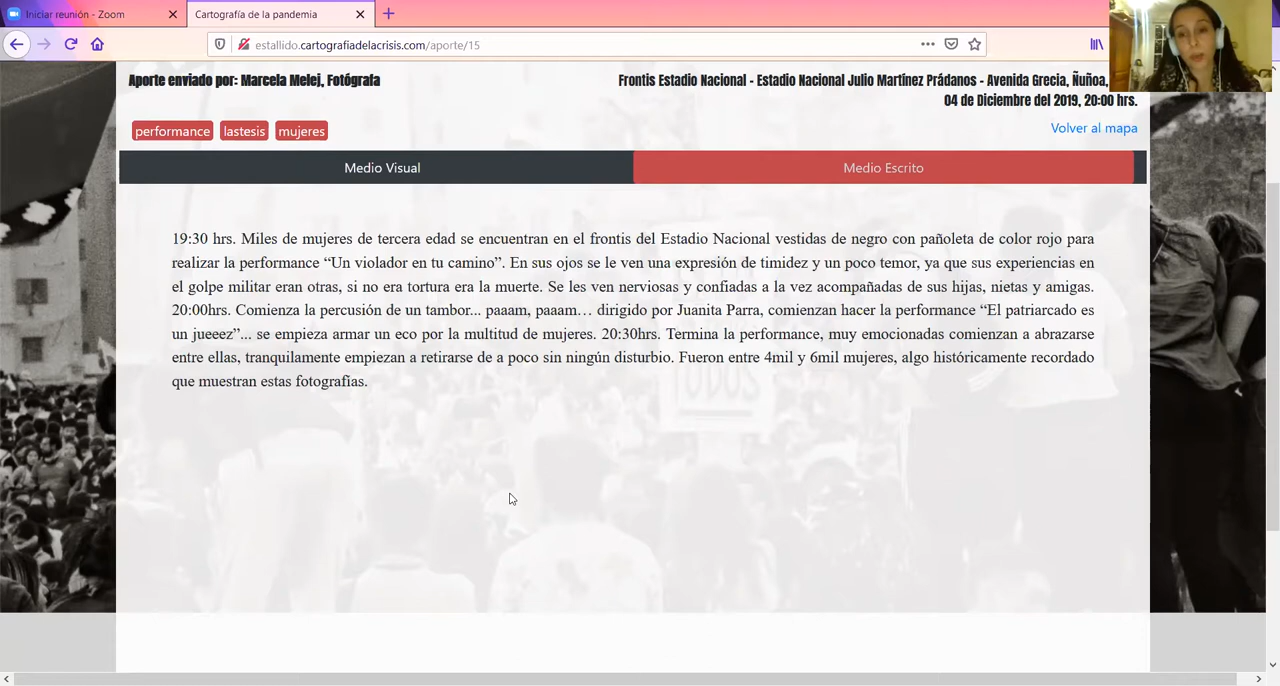 Iniciar reunión - Zoom
Cartografía de la pandemia
estallido.cartografiadelacrisis.com/aporte/15
Aporte enviado por: Marcela Melej, Fotógrafa
Frontis Estadio Nacional - Estadio Nacional Julio Martínez Prádanos - Avenida Grecia, Ñuñoa,
04 de Diciembre del 2019, 20:00 hrs.
performance lastesis mujeres
Volver al mapa
Medio Visual
Medio Escrito
19:30 hrs. Miles de mujeres de tercera edad se encuentran en el frontis del Estadio Nacional vestidas de negro con pañoleta de color rojo para
realizar la performance “Un violador en tu camino”. En sus ojos se le ven una expresión de timidez y un poco temor, ya que sus experiencias en
el golpe militar eran otras, si no era tortura era la muerte. Se les ven nerviosas y confiadas a la vez acompañadas de sus hijas, nietas y amigas.
20:00hrs. Comienza la percusión de un tambor... paaam, paaam… dirigido por Juanita Parra, comienzan hacer la performance “El patriarcado es
un jueeez”... se empieza armar un eco por la multitud de mujeres. 20:30hrs. Termina la performance, muy emocionadas comienzan a abrazarse
entre ellas, tranquilamente empiezan a retirarse de a poco sin ningún disturbio. Fueron entre 4mil y 6mil mujeres, algo históricamente recordado
que muestran estas fotografías.
TODOS